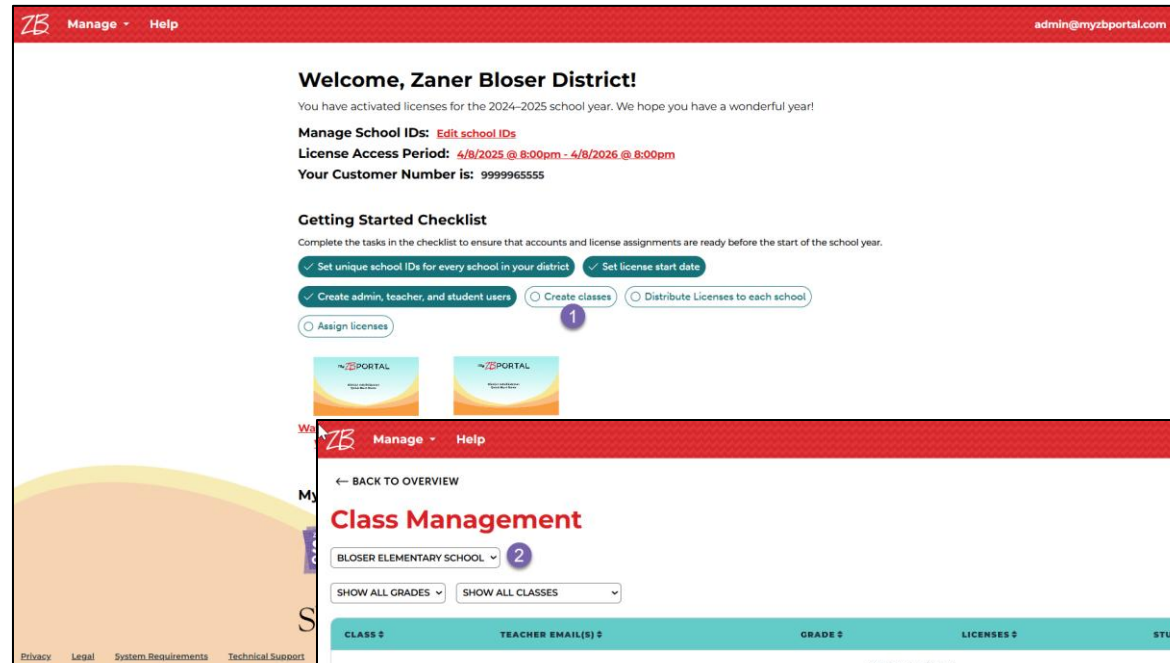 ZB Manage Help admin@myzbportal.com
Welcome, Zaner Bloser District!
You have activated licenses for the 2024–2025 school year. We hope you have a wonderful year!
Manage School IDs: Edit school IDs
License Access Period: 4/8/2025 @ 8:00pm - 4/8/2026 @ 8:00pm
Your Customer Number is: 9999965555
Getting Started Checklist
Complete the tasks in the checklist to ensure that accounts and license assignments are ready before the start of the school year.
Set unique school IDs for every school in your district Set license start date
Create admin, teacher, and student users Create classes Distribute Licenses to each school
1
Assign licenses
My ZB PORTAL My ZB PORTAL
Wa
My
S
Privacy Legal System Requirements Technical Support
ZB Manage Help
← BACK TO OVERVIEW
Class Management
BLOSER ELEMENTARY SCHOOL 2
SHOW ALL GRADES SHOW ALL CLASSES
CLASS TEACHER EMAIL(S) GRADE LICENSES STU